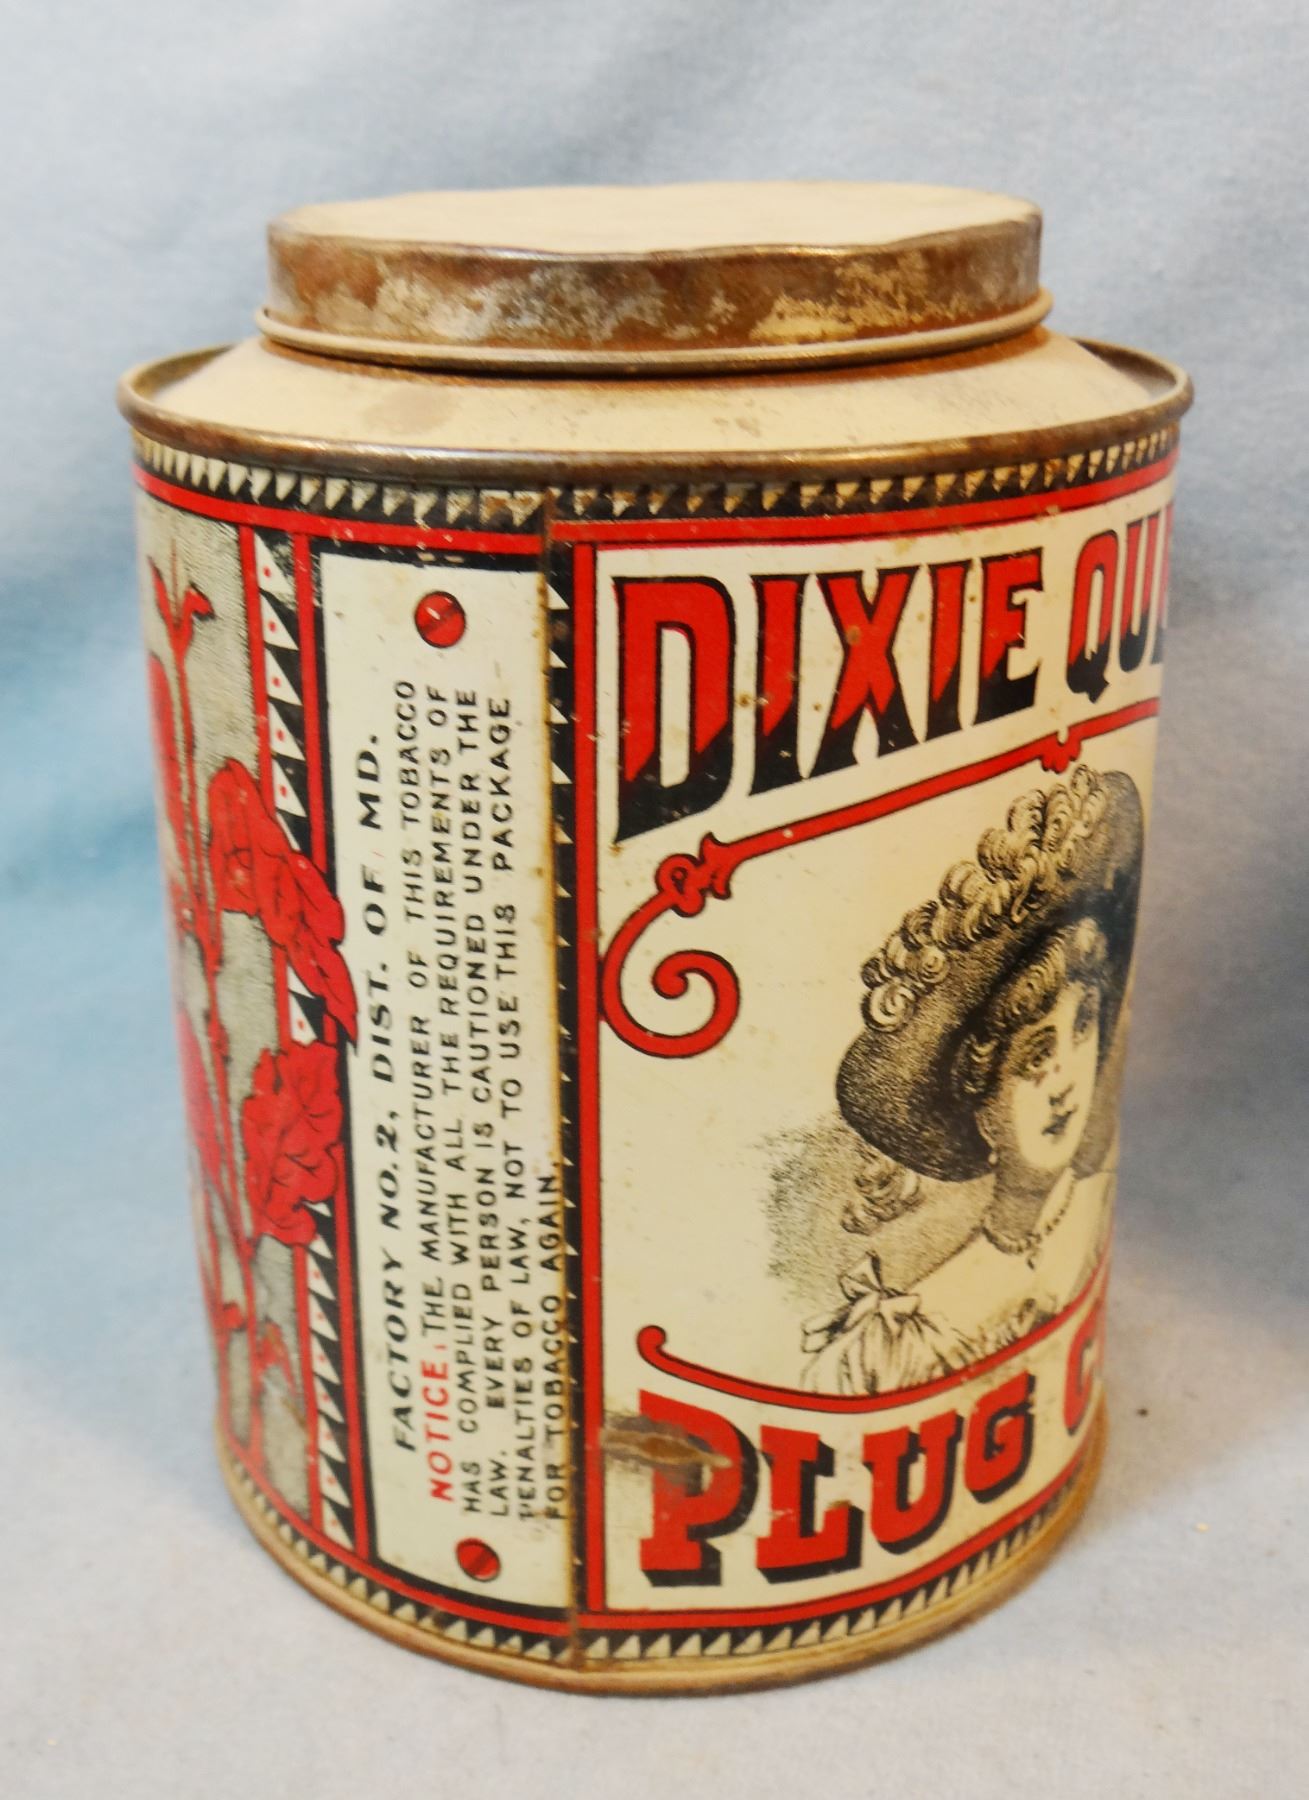 FACTORY NO. 2, DIST. OF MD.
NOTICE, THE MANUFACTURER OF THIS TOBACCO
HAS COMPLIED WITH ALL THE REQUIREMENTS OF
LAW. EVERY PERSON IS CAUTIONED UNDER THE
PENALTIES OF LAW, NOT TO USE THIS PACKAGE
FOR TOBACCO AGAIN.
DIXIE
PLUG